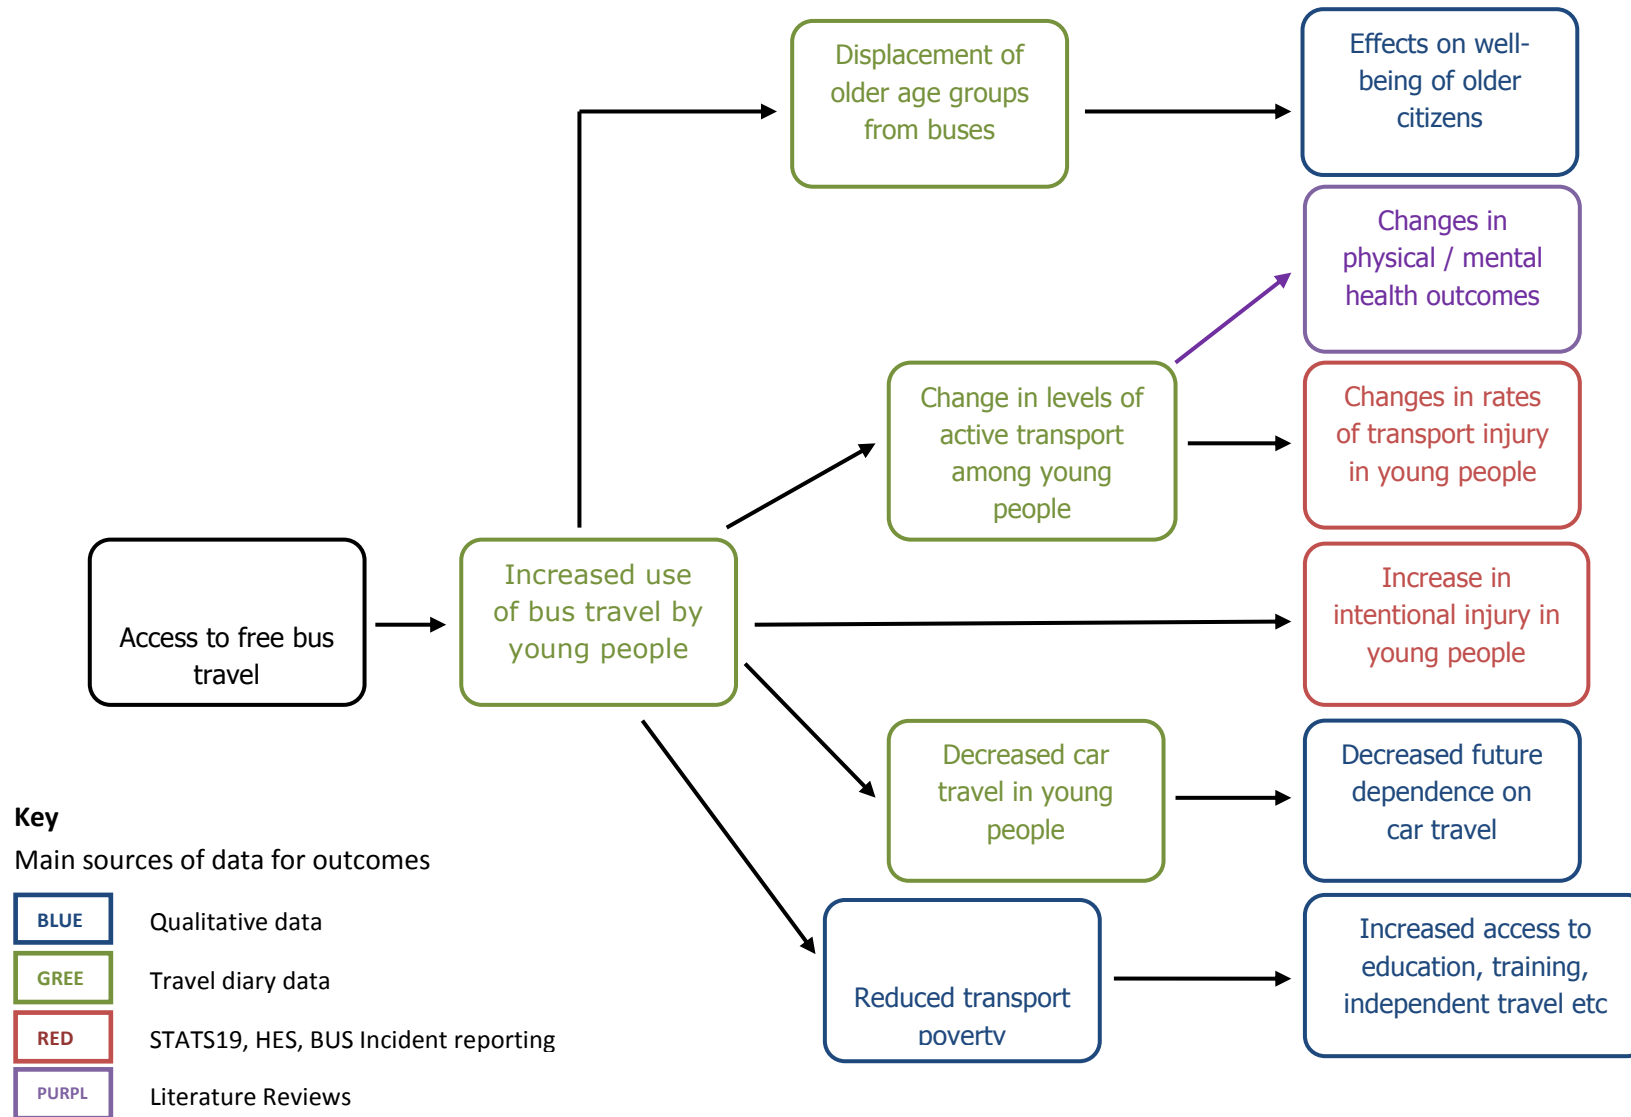 Displacement of
older age groups
from buses
Effects on well-
being of older
citizens
Changes in
physical / mental
health outcomes
Change in levels of
active transport
among young
people
Changes in rates
of transport injury
in young people
Access to free bus
travel
Increased use
of bus travel by
young people
Increase in
intentional injury in
young people
Decreased car
travel in young
people
Decreased future
dependence on
car travel
Reduced transport
poverty
Increased access to
education, training,
independent travel etc
Key
Main sources of data for outcomes
BLUE Qualitative data
GREE Travel diary data
RED STATS19, HES, BUS Incident reporting
PURPL Literature Reviews